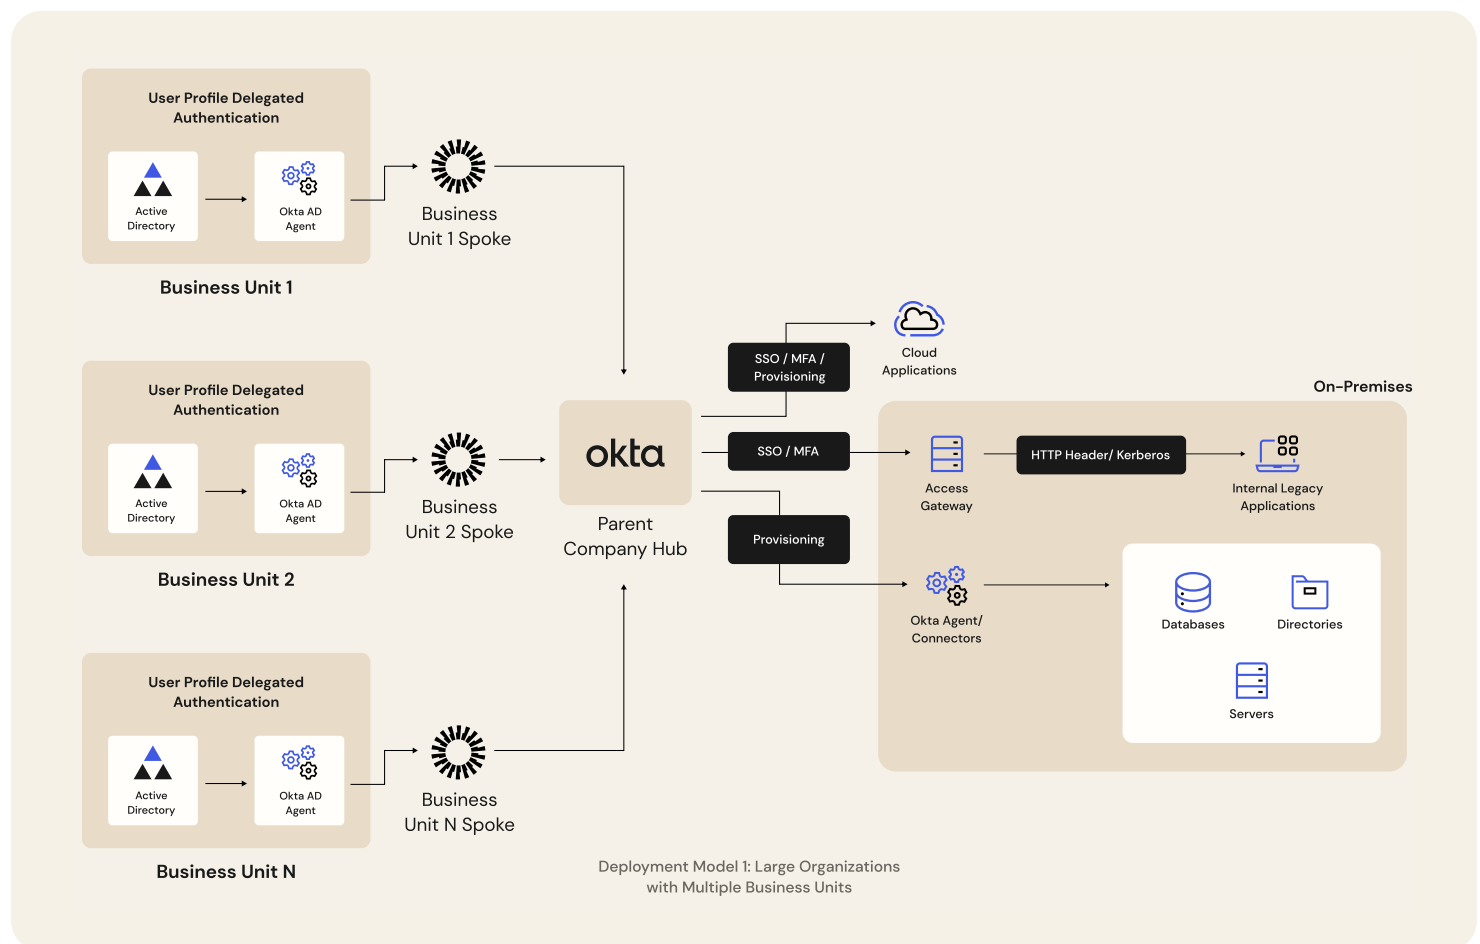 User Profile Delegated
Authentication
Active
Directory
Okta AD
Agent
Business Unit 1
Business
Unit 1 Spoke
User Profile Delegated
Authentication
Active
Directory
Okta AD
Agent
Business Unit 2
Business
Unit 2 Spoke
User Profile Delegated
Authentication
Active
Directory
Okta AD
Agent
Business Unit N
Business
Unit N Spoke
okta
Parent
Company Hub
SSO / MFA /
Provisioning
Cloud
Applications
SSO / MFA
Provisioning
On-Premises
Access
Gateway
HTTP Header/ Kerberos
Internal Legacy
Applications
Okta Agent/
Connectors
Databases
Directories
Servers
Deployment Model 1: Large Organizations
with Multiple Business Units